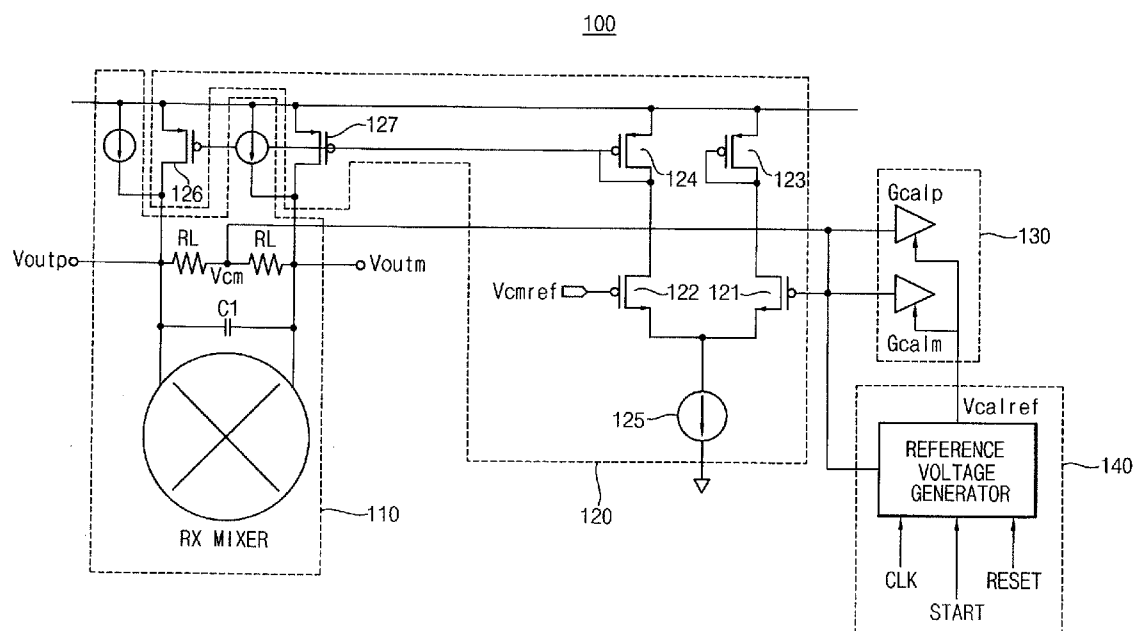 100
127
126
124
123
Gcalp
130
RL
RL
Voutp
Vcm
Voutm
Vcmref
122
121
C1
Gcalm
Vcalref
125
REFERENCE
VOLTAGE
GENERATOR
140
110
120
RX MIXER
CLK
RESET
START